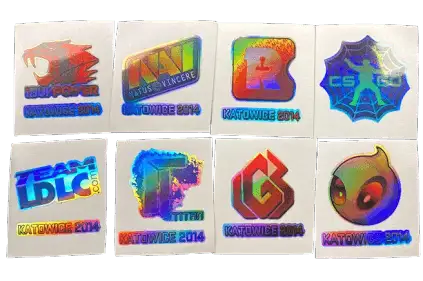 iBUYPOWER
KATOWICE 2014
NAVI
NATUS VINCERE
KATOWICE 2014
R
KATOWICE 2014
CS GO
TEAM
LDLC
.com
KATOWICE 2014
TITAN
KATOWICE 2014
KATOWICE 2014
KATOWICE 2014